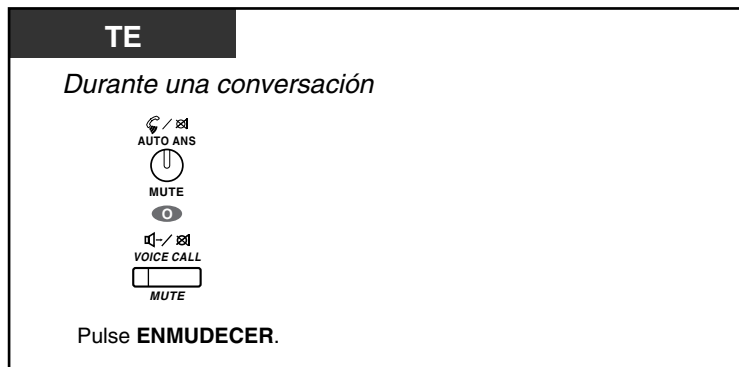 TE
Durante una conversación
AUTO ANS
MUTE
O
VOICE CALL
MUTE
Pulse ENMUDECER.